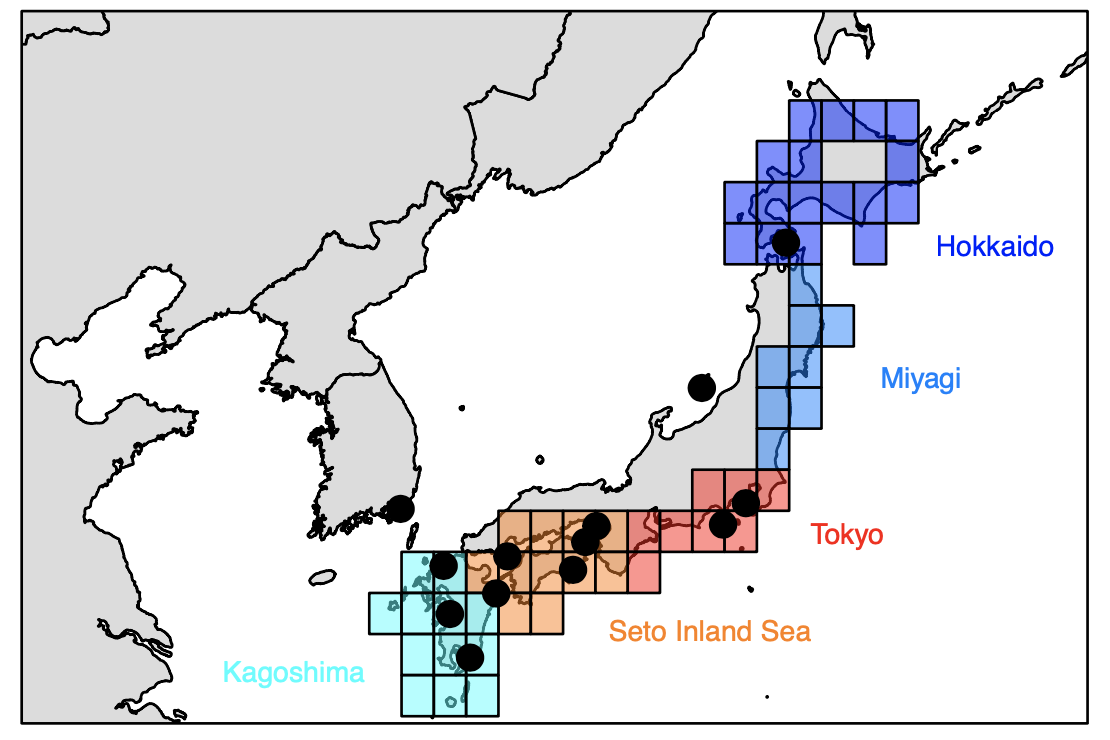 Hokkaido
Miyagi
Tokyo
Seto Inland Sea
Kagoshima